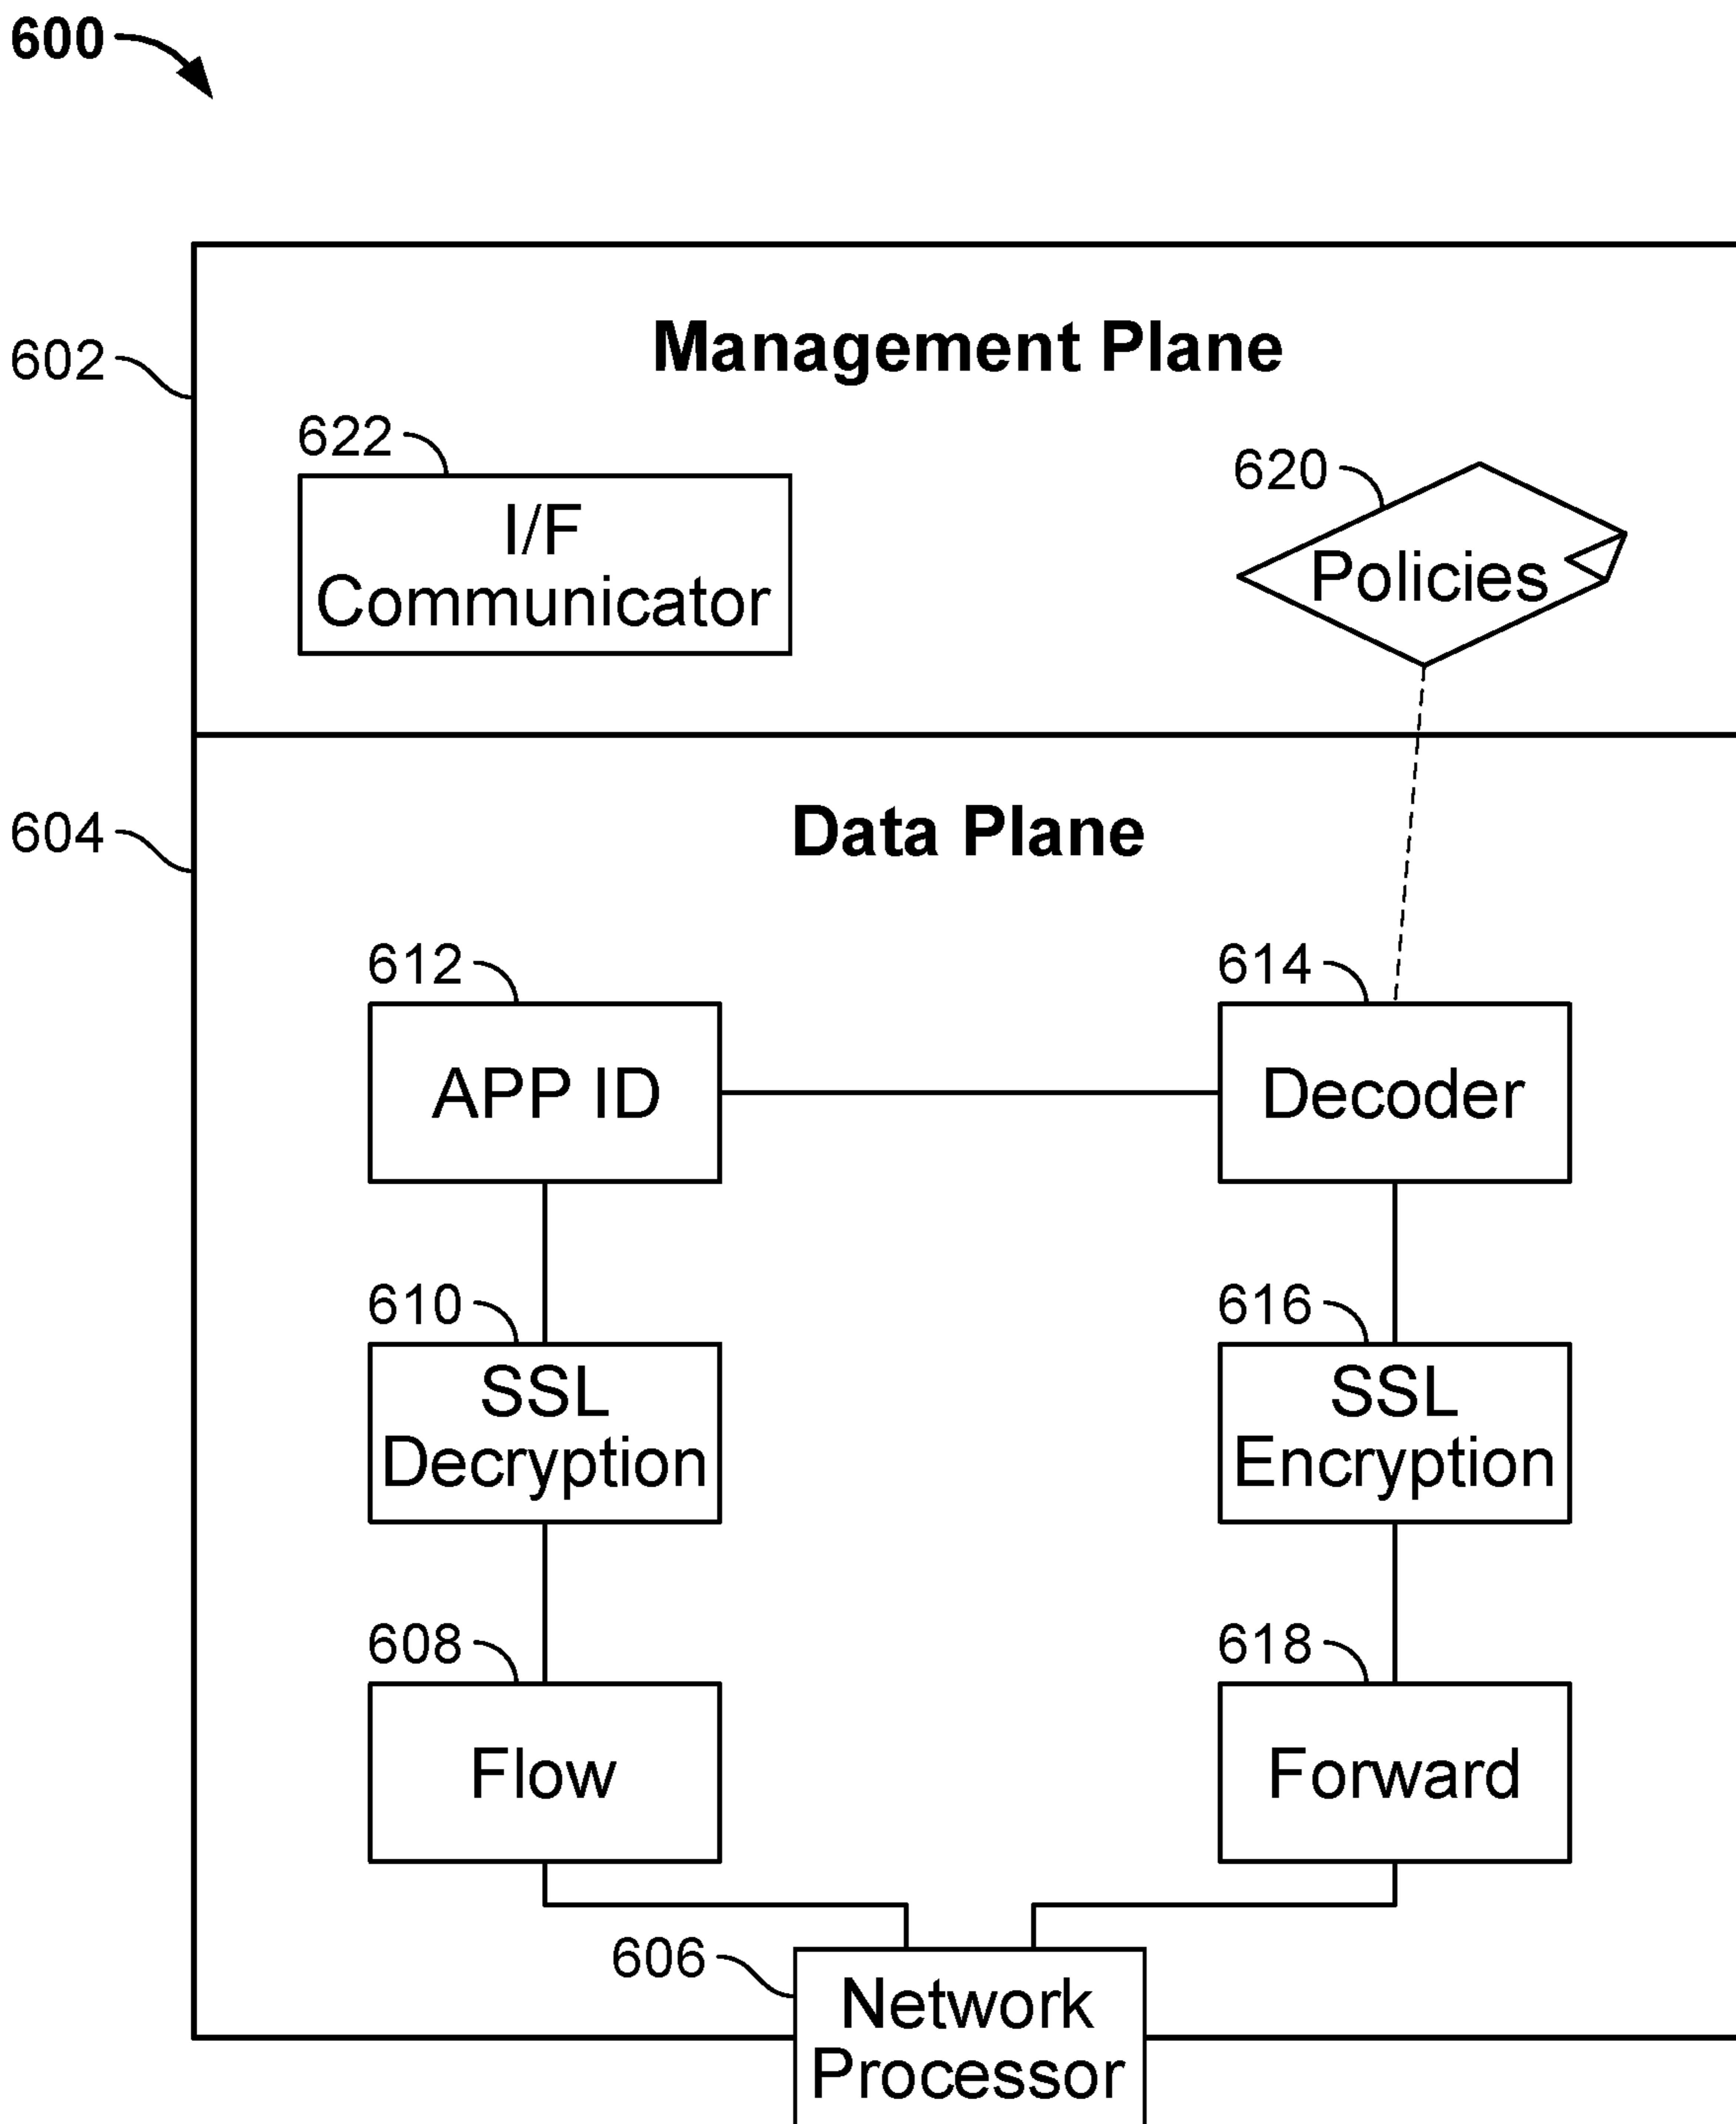 600
602
Management Plane
622
I/F
Communicator
620
Policies
604
Data Plane
612
APP ID
614
Decoder
610
SSL
Decryption
616
SSL
Encryption
608
Flow
618
Forward
606
Network
Processor